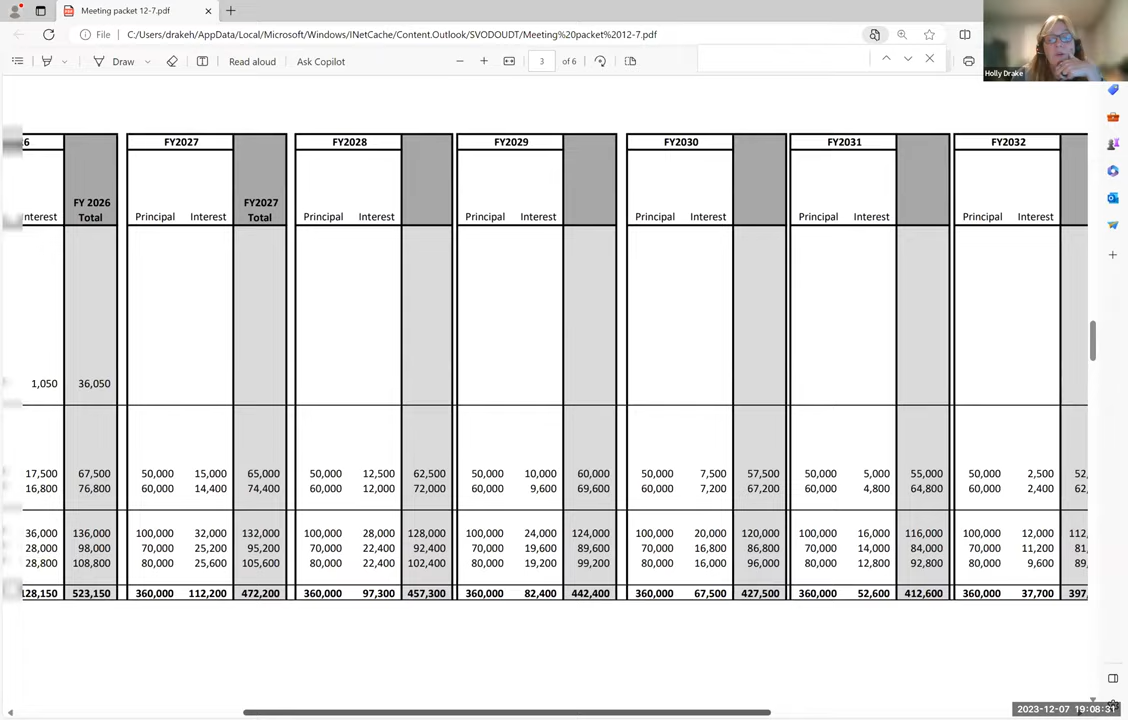 Meeting packet 12-7.pdf
File C:/Users/drakeh/AppData/Local/Microsoft/Windows/INetCache/Content.Outlook/SVODOUDT/Meeting%20packet%2012-7.pdf
Draw Read aloud Ask Copilot 3 of 6
Holly Drake
6 FY2027 FY2028 FY2029 FY2030 FY2031 FY2032
FY 2026 FY2027
nterest Total Principal Interest Total Principal Interest Principal Interest Principal Interest Principal Interest Principal Interest
1,050 36,050
17,500 67,500 50,000 15,000 65,000 50,000 12,500 62,500 50,000 10,000 60,000 50,000 7,500 57,500 50,000 5,000 55,000 50,000 2,500 52,
16,800 76,800 60,000 14,400 74,400 60,000 12,000 72,000 60,000 9,600 69,600 60,000 7,200 67,200 60,000 4,800 64,800 60,000 2,400 62,
36,000 136,000 100,000 32,000 132,000 100,000 28,000 128,000 100,000 24,000 124,000 100,000 20,000 120,000 100,000 16,000 116,000 100,000 12,000 112,
28,000 98,000 70,000 25,200 95,200 70,000 22,400 92,400 70,000 19,600 89,600 70,000 16,800 86,800 70,000 14,000 84,000 70,000 11,200 81,
28,800 108,800 80,000 25,600 105,600 80,000 22,400 102,400 80,000 19,200 99,200 80,000 16,000 96,000 80,000 12,800 92,800 80,000 9,600 89,
128,150 523,150 360,000 112,200 472,200 360,000 97,300 457,300 360,000 82,400 442,400 360,000 67,500 427,500 360,000 52,600 412,600 360,000 37,700 397,
2023-12-07 19:08:31